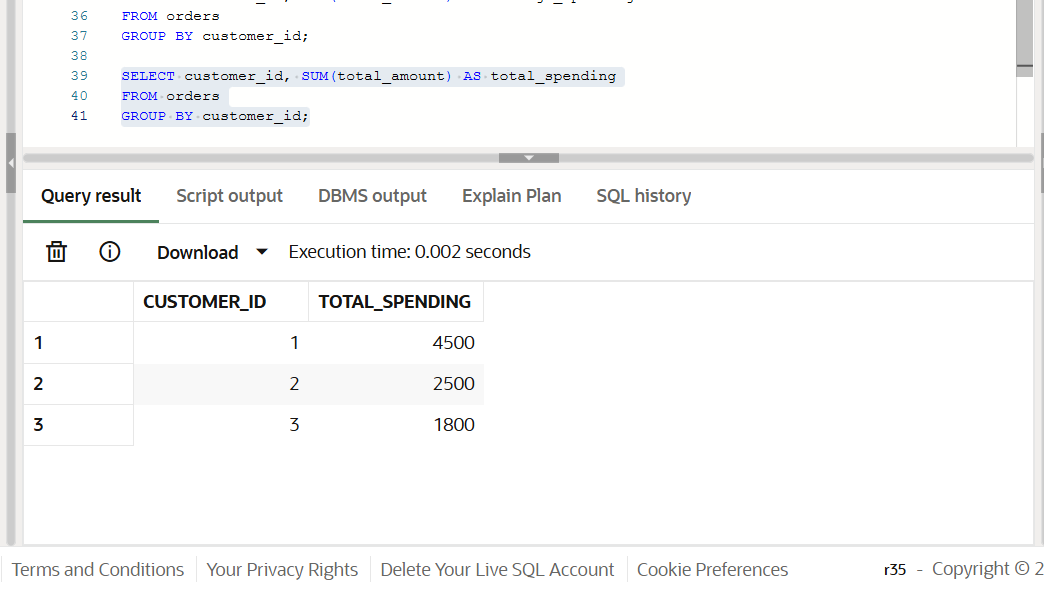 36 FROM orders
37 GROUP BY customer_id;
38
39 SELECT customer_id, SUM(total_amount) AS total_spending
40 FROM orders
41 GROUP BY customer_id;
Query result Script output DBMS output Explain Plan SQL history
Download Execution time: 0.002 seconds
CUSTOMER_ID TOTAL_SPENDING
1 1 4500
2 2 2500
3 3 1800
Terms and Conditions Your Privacy Rights Delete Your Live SQL Account Cookie Preferences r35 - Copyright © 2